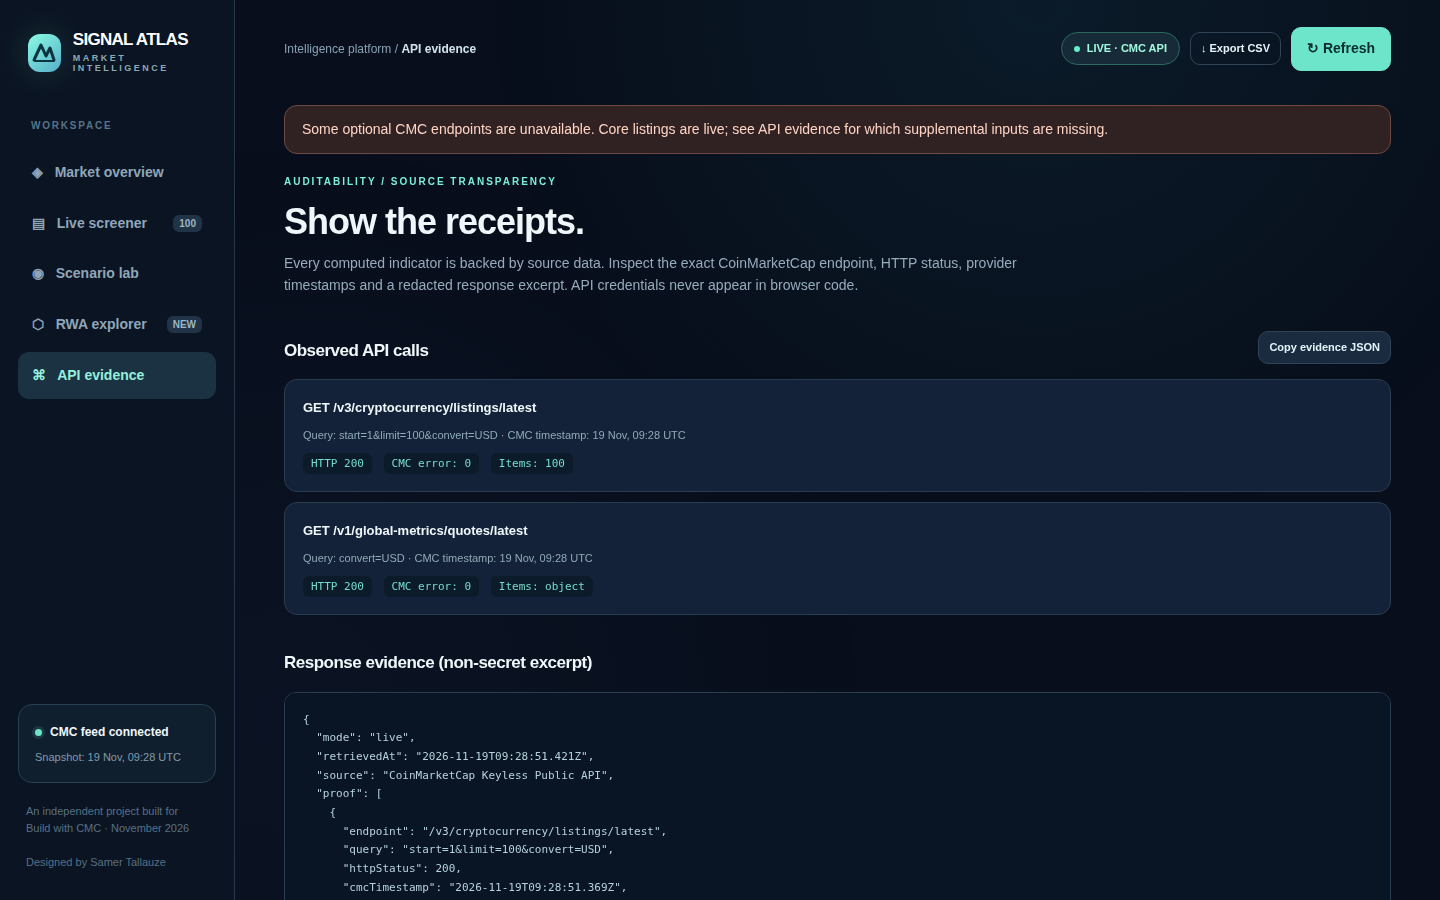 SIGNAL ATLAS
MARKET
INTELLIGENCE
WORKSPACE
◈ Market overview
▤ Live screener 100
◉ Scenario lab
⬡ RWA explorer NEW
⌘ API evidence
CMC feed connected
Snapshot: 19 Nov, 09:28 UTC
An independent project built for
Build with CMC · November 2026
Designed by Samer Tallauze
Intelligence platform / API evidence
LIVE · CMC API
↓ Export CSV
↻ Refresh
Some optional CMC endpoints are unavailable. Core listings are live; see API evidence for which supplemental inputs are missing.
AUDITABILITY / SOURCE TRANSPARENCY
Show the receipts.
Every computed indicator is backed by source data. Inspect the exact CoinMarketCap endpoint, HTTP status, provider
timestamps and a redacted response excerpt. API credentials never appear in browser code.
Observed API calls
Copy evidence JSON
GET /v3/cryptocurrency/listings/latest
Query: start=1&limit=100&convert=USD · CMC timestamp: 19 Nov, 09:28 UTC
HTTP 200 CMC error: 0 Items: 100
GET /v1/global-metrics/quotes/latest
Query: convert=USD · CMC timestamp: 19 Nov, 09:28 UTC
HTTP 200 CMC error: 0 Items: object
Response evidence (non-secret excerpt)
{
"mode": "live",
"retrievedAt": "2026-11-19T09:28:51.421Z",
"source": "CoinMarketCap Keyless Public API",
"proof": [
{
"endpoint": "/v3/cryptocurrency/listings/latest",
"query": "start=1&limit=100&convert=USD",
"httpStatus": 200,
"cmcTimestamp": "2026-11-19T09:28:51.369Z",